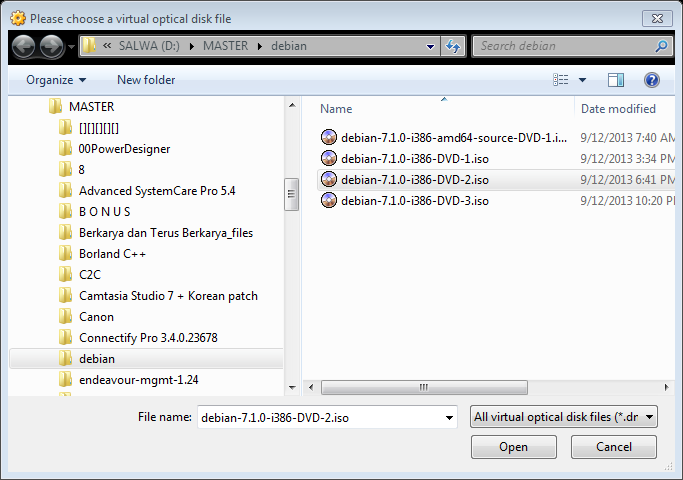 Please choose a virtual optical disk file
« SALWA (D:) MASTER debian
Search debian
Organize New folder
MASTER
[][][][][]
00PowerDesigner
8
Advanced SystemCare Pro 5.4
B O N U S
Berkarya dan Terus Berkarya_files
Borland C++
C2C
Camtasia Studio 7 + Korean patch
Canon
Connectify Pro 3.4.0.23678
debian
endeavour-mgmt-1.24
Name Date modified
debian-7.1.0-i386-amd64-source-DVD-1.i... 9/12/2013 7:40 AM
debian-7.1.0-i386-DVD-1.iso 9/12/2013 3:34 PM
debian-7.1.0-i386-DVD-2.iso 9/12/2013 6:41 PM
debian-7.1.0-i386-DVD-3.iso 9/12/2013 10:20 PM
File name: debian-7.1.0-i386-DVD-2.iso All virtual optical disk files (*.dr
Open Cancel